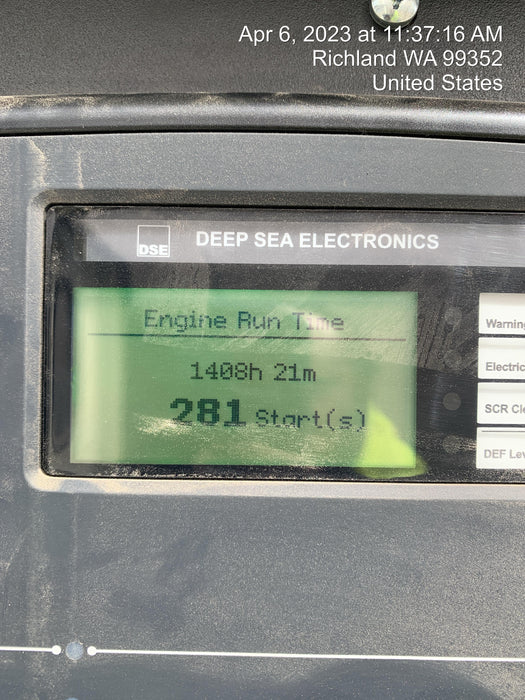 Apr 6, 2023 at 11:37:16 AM
Richland WA 99352
United States
DSE DEEP SEA ELECTRONICS
Engine Run Time
1408h 21m
281 Start(s)
Warning
Electric
SCR Cle
DEF Lev